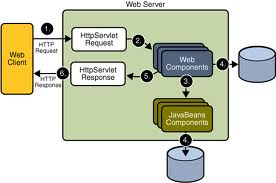 Web Server
1.
HTTP
Request
HttpServlet
Request
2.
Web
Client
Web
Components
4.
6.
HTTP
Response
HttpServlet
Response
5.
3.
JavaBeans
Components
4.